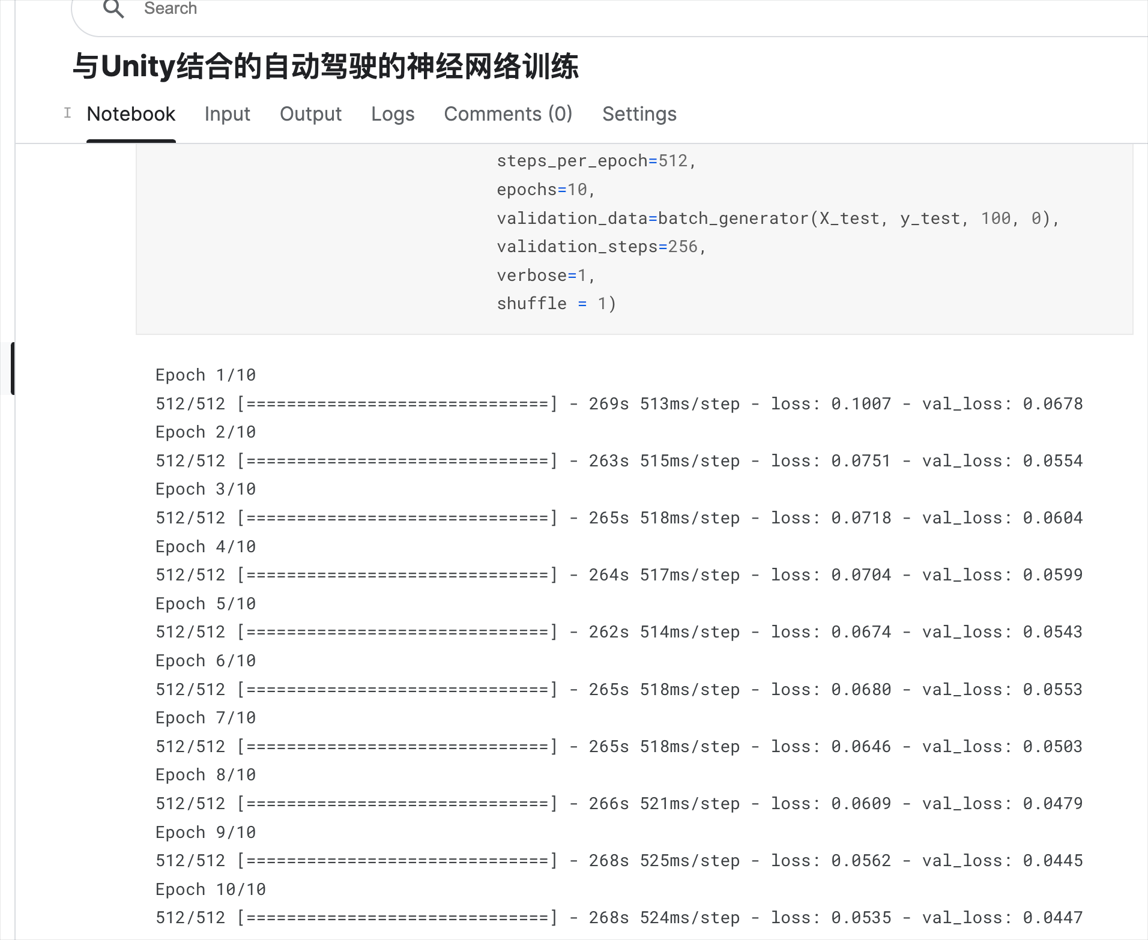 Search
与Unity结合的自动驾驶的神经网络训练
Notebook Input Output Logs Comments (0) Settings
steps_per_epoch=512,
epochs=10,
validation_data=batch_generator(X_test, y_test, 100, 0),
validation_steps=256,
verbose=1,
shuffle = 1)
Epoch 1/10
512/512 [==============================] - 269s 513ms/step - loss: 0.1007 - val_loss: 0.0678
Epoch 2/10
512/512 [==============================] - 263s 515ms/step - loss: 0.0751 - val_loss: 0.0554
Epoch 3/10
512/512 [==============================] - 265s 518ms/step - loss: 0.0718 - val_loss: 0.0604
Epoch 4/10
512/512 [==============================] - 264s 517ms/step - loss: 0.0704 - val_loss: 0.0599
Epoch 5/10
512/512 [==============================] - 262s 514ms/step - loss: 0.0674 - val_loss: 0.0543
Epoch 6/10
512/512 [==============================] - 265s 518ms/step - loss: 0.0680 - val_loss: 0.0553
Epoch 7/10
512/512 [==============================] - 265s 518ms/step - loss: 0.0646 - val_loss: 0.0503
Epoch 8/10
512/512 [==============================] - 266s 521ms/step - loss: 0.0609 - val_loss: 0.0479
Epoch 9/10
512/512 [==============================] - 268s 525ms/step - loss: 0.0562 - val_loss: 0.0445
Epoch 10/10
512/512 [==============================] - 268s 524ms/step - loss: 0.0535 - val_loss: 0.0447